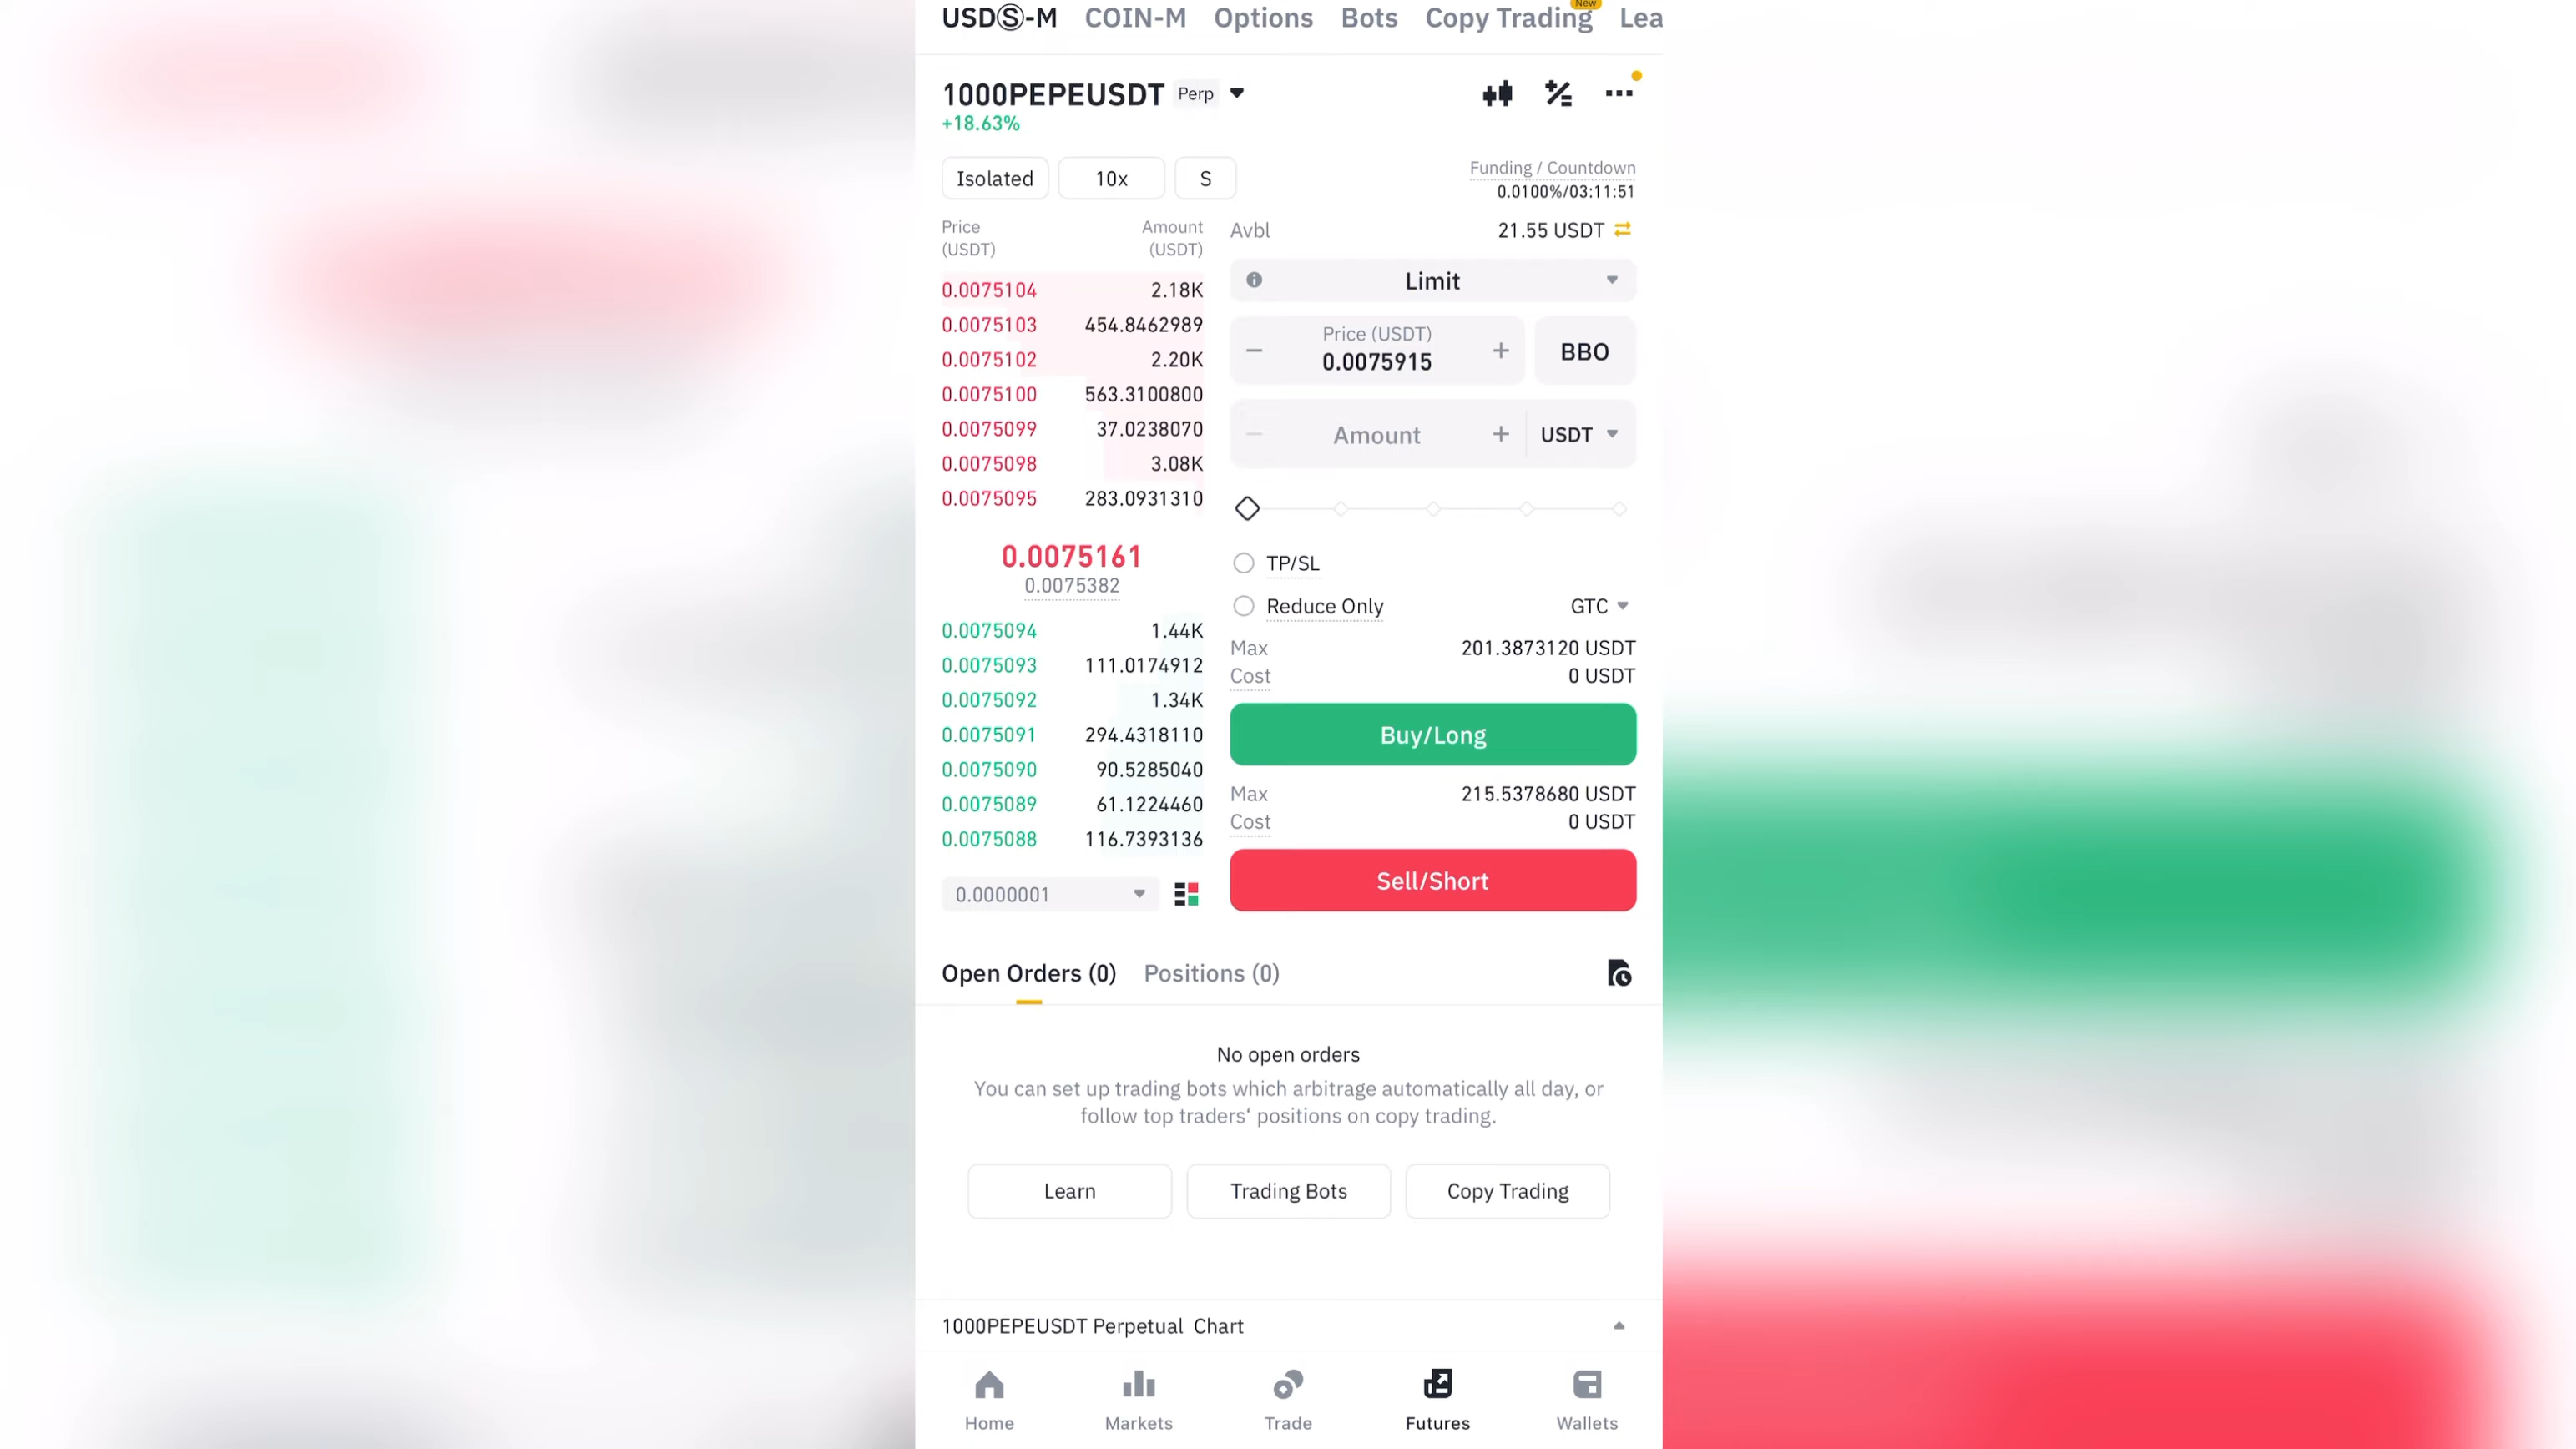 USDⓈ-M COIN-M Options Bots Copy Trading New Lea
1000PEPEUSDT Perp
+18.63%
Isolated 10x S
Funding / Countdown
0.0100%/03:11:51
Price Amount
(USDT) (USDT)
0.0075104 2.18K
0.0075103 454.8462989
0.0075102 2.20K
0.0075100 563.3100800
0.0075099 37.0238070
0.0075098 3.08K
0.0075095 283.0931310
0.0075161
0.0075382
0.0075094 1.44K
0.0075093 111.0174912
0.0075092 1.34K
0.0075091 294.4318110
0.0075090 90.5285040
0.0075089 61.1224460
0.0075088 116.7393136
0.0000001
Avbl 21.55 USDT
Limit
Price (USDT)
0.0075915
BBO
Amount USDT
TP/SL
Reduce Only GTC
Max 201.3873120 USDT
Cost 0 USDT
Buy/Long
Max 215.5378680 USDT
Cost 0 USDT
Sell/Short
Open Orders (0) Positions (0)
No open orders
You can set up trading bots which arbitrage automatically all day, or
follow top traders‘ positions on copy trading.
Learn Trading Bots Copy Trading
1000PEPEUSDT Perpetual Chart
Home Markets Trade Futures Wallets